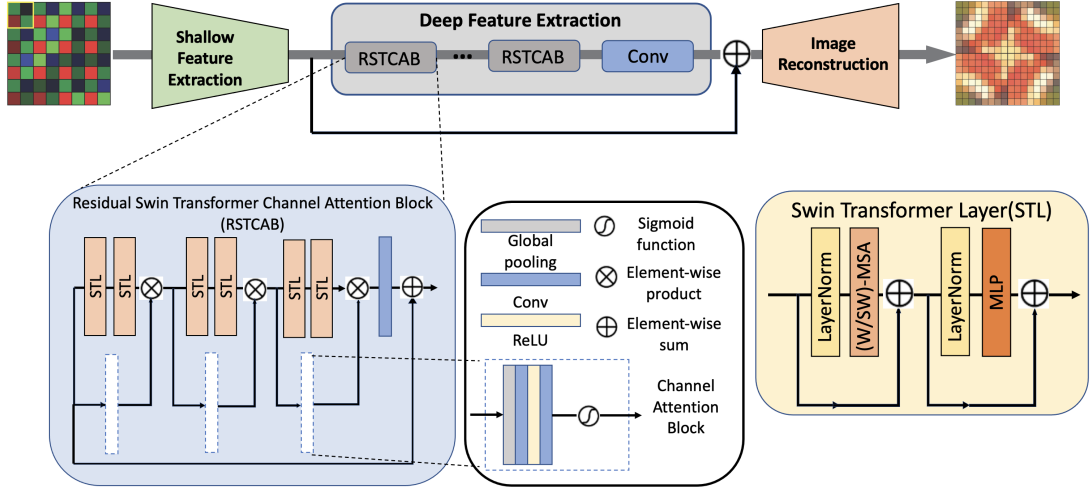 Deep Feature Extraction
Shallow
Feature
Extraction
RSTCAB
RSTCAB
Conv
Image
Reconstruction
Residual Swin Transformer Channel Attention Block
(RSTCAB)
STL
STL
STL
STL
STL
STL
Global
pooling
Sigmoid
function
Conv
Element-wise
product
ReLU
Element-wise
sum
Channel
Attention
Block
Swin Transformer Layer(STL)
LayerNorm
(W/SW)-MSA
LayerNorm
MLP